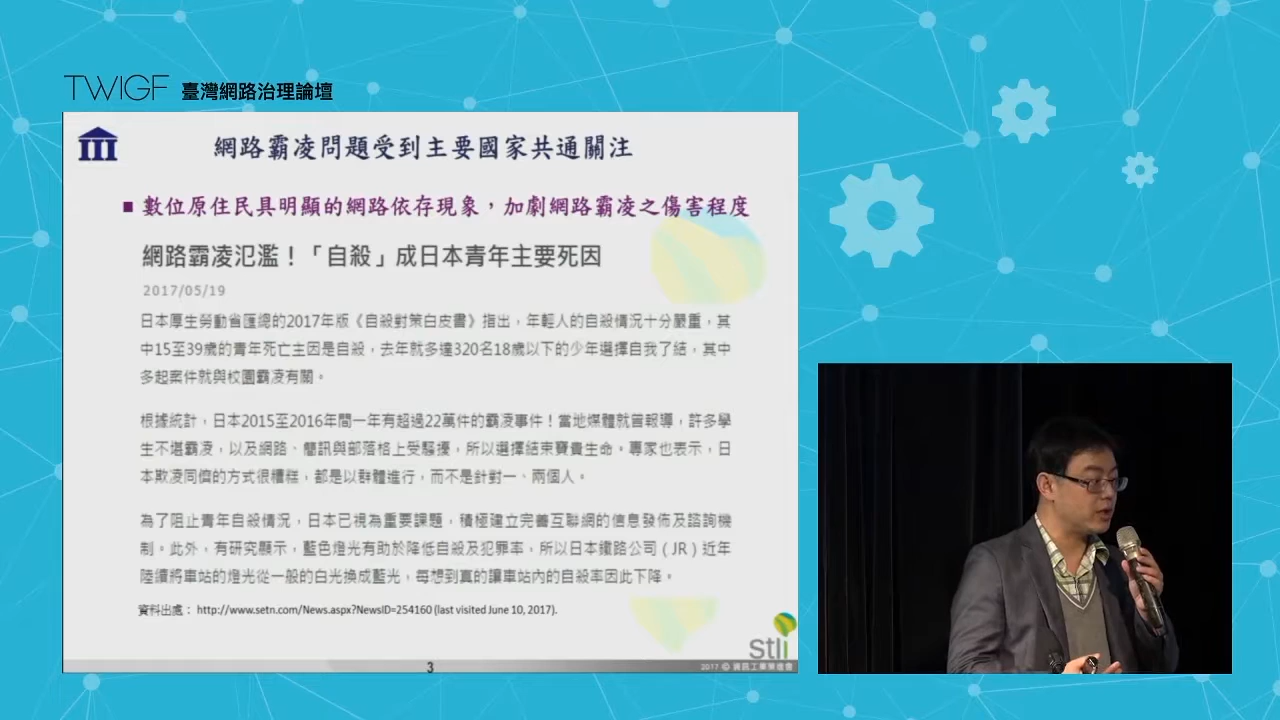 TWIGF 臺灣網路治理論壇
網路霸凌問題受到主要國家共通關注
■ 數位原住民具明顯的網路依存現象，加劇網路霸凌之傷害程度
網路霸凌氾濫！「自殺」成日本青年主要死因
2017/05/19
日本厚生勞動省匯總的2017年版《自殺對策白皮書》指出，年輕人的自殺情況十分嚴重，其
中15至39歲的青年死亡主因是自殺，去年就多達320名18歲以下的少年選擇自我了結，其中
多起案件就與校園霸凌有關。
根據統計，日本2015至2016年間一年有超過22萬件的霸凌事件！當地媒體就曾報導，許多學
生不堪霸凌，以及網路、簡訊與部落格上受騷擾，所以選擇結束寶貴生命。專家也表示，日
本欺凌同儕的方式很糟糕，都是以群體進行，而不是針對一、兩個人。
為了阻止青年自殺情況，日本已視為重要課題，積極建立完善互聯網的信息發佈及諮詢機
制。此外，有研究顯示，藍色燈光有助於降低自殺及犯罪率，所以日本鐵路公司（JR）近年
陸續將車站的燈光從一般的白光換成藍光，每想到真的讓車站內的自殺率因此下降。
資料出處： http://www.setn.com/News.aspx?NewsID=254160 (last visited June 10, 2017).
stli
3
2017 © 資訊工業策進會